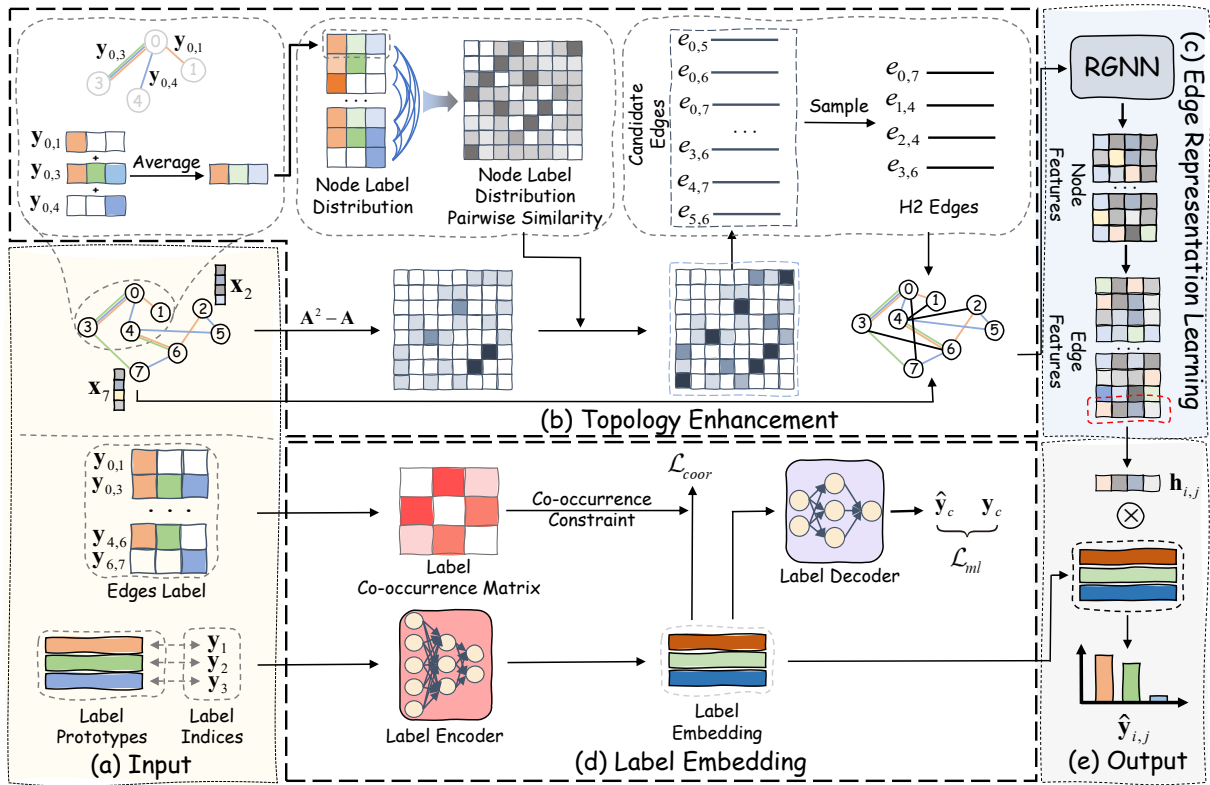 y0,3
y0,1
y0,4
0
1
3
4
y0,1
+
y0,3
+
y0,4
Average
Node Label
Distribution
...
Node Label
Distribution
Pairwise Similarity
Candidate
Edges
e0,5
e0,6
e0,7
...
e3,6
e4,7
e5,6
Sample
e0,7
e1,4
e2,4
e3,6
H2 Edges
(c) Edge Representation Learning
RGNN
Node
Features
...
Edge
Features
...
x2
0
1
2
3
4
5
6
7
x7
A² − A
0
1
2
3
4
5
6
7
(b) Topology Enhancement
y0,1
y0,3
. . .
y4,6
y6,7
Edges Label
Label
Prototypes
y1
y2
y3
Label
Indices
(a) Input
Label
Co-occurrence Matrix
Co-occurrence
Constraint
ℒcoor
Label Decoder
ŷc yc
ℒml
Label Encoder
Label
Embedding
(d) Label Embedding
hi,j
⊗
ŷi,j
(e) Output